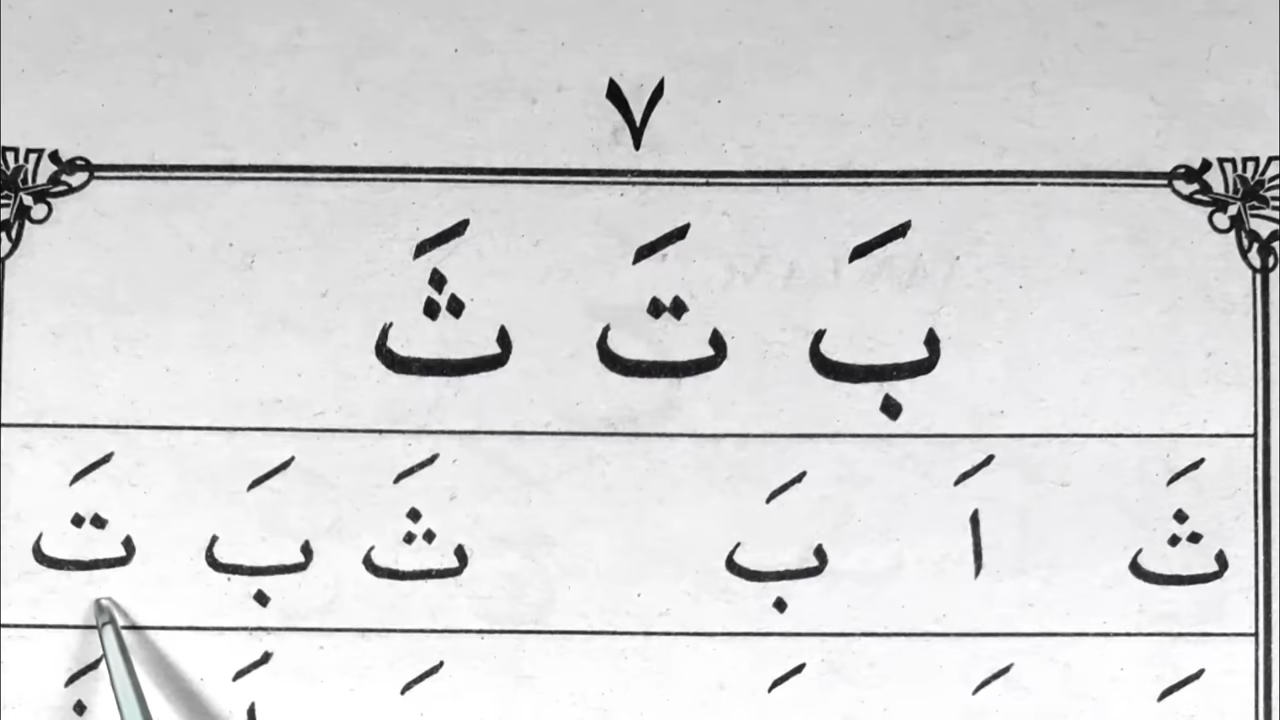 ٧
بَ تَ ثَ
ثَ اَ بَ ثَ بَ تَ